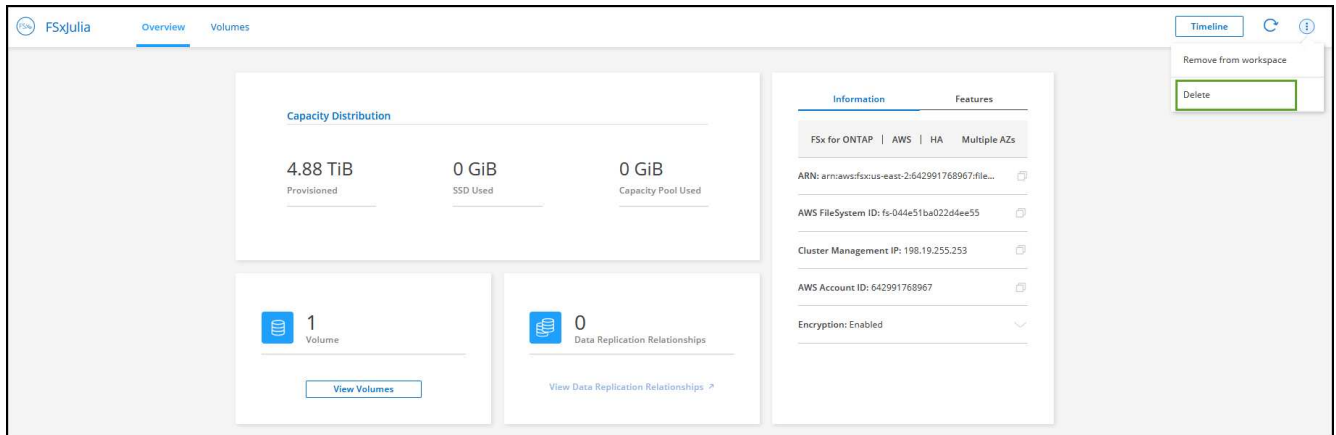 FSx FSxJulia Overview Volumes Timeline
Remove from workspace
Delete
Capacity Distribution
4.88 TiB 0 GiB 0 GiB
Provisioned SSD Used Capacity Pool Used
Information Features
FSx for ONTAP | AWS | HA Multiple AZs
ARN: arn:aws:fsx:us-east-2:642991768967:file...
AWS FileSystem ID: fs-044e51ba022d4ee55
Cluster Management IP: 198.19.255.253
AWS Account ID: 642991768967
Encryption: Enabled
1
Volume
View Volumes
0
Data Replication Relationships
View Data Replication Relationships